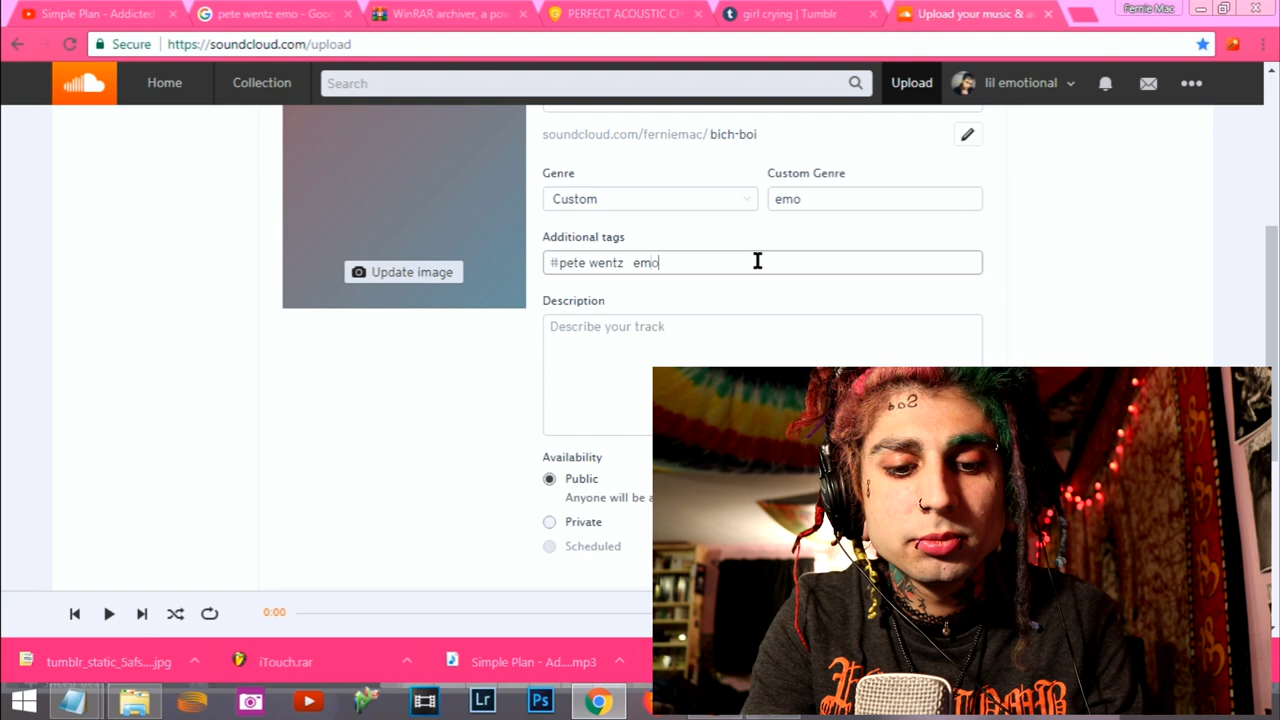 Simple Plan - Addicted
pete wentz emo - Goo
WinRAR archiver, a po
PERFECT ACOUSTIC CH
girl crying | Tumblr
Upload your music & a
Fernie Mac
Secure
https://soundcloud.com/upload
Home
Collection
Search
Upload
lil emotional
soundcloud.com/ferniemac/ bich-boi
Genre
Custom Genre
Custom
emo
Additional tags
#pete wentz emo
Update image
Description
Describe your track
Availability
Public
Anyone will be a
Private
Scheduled
0:00
tumblr_static_5afs....jpg
iTouch.rar
Simple Plan - Ad....mp3
Lr
Ps